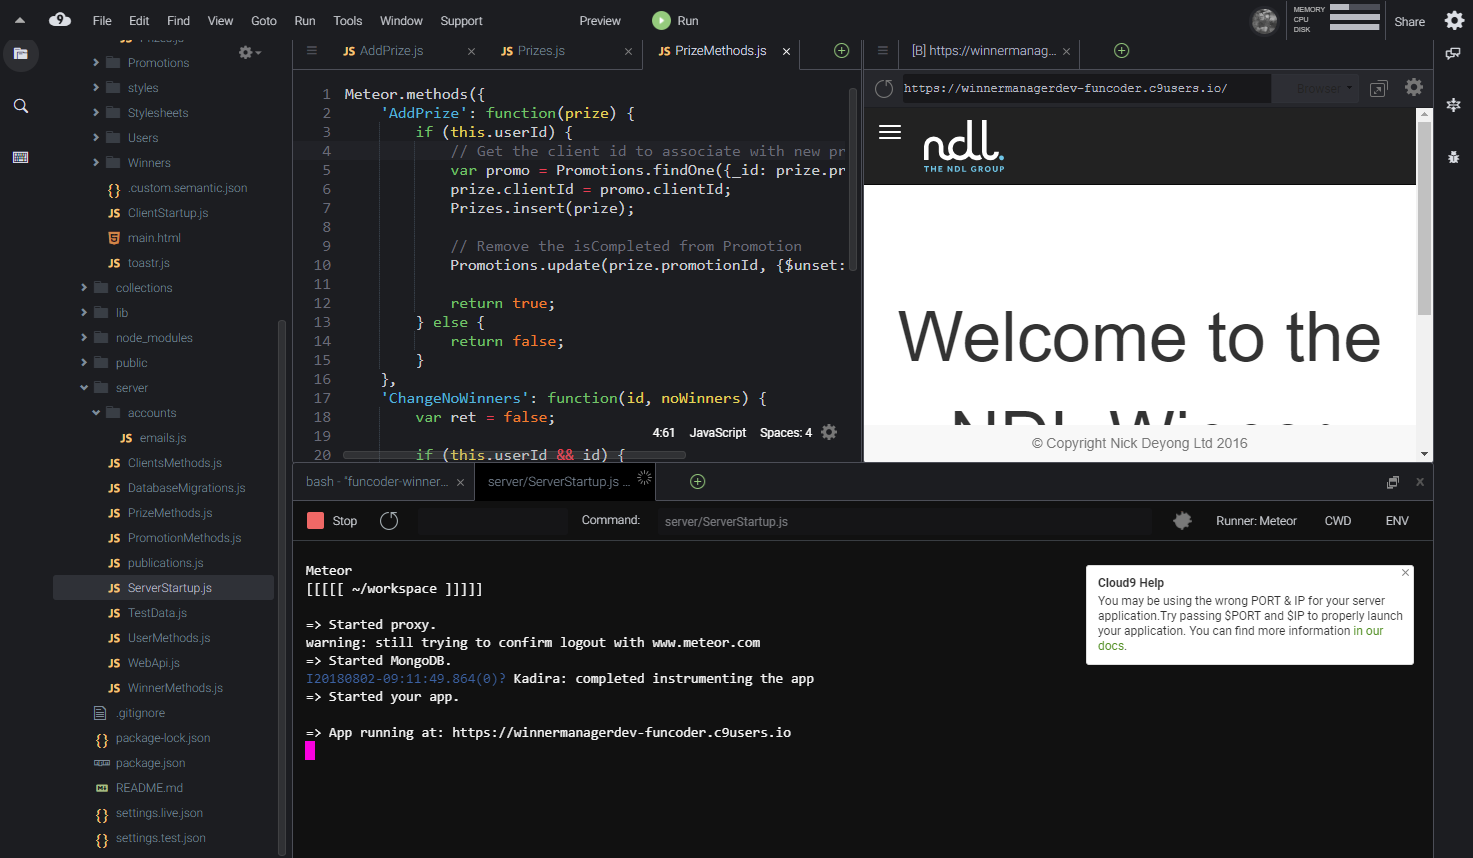 9 File Edit Find View Goto Run Tools Window Support Preview Run MEMORY CPU DISK Share
Promotions
styles
Stylesheets
Users
Winners
.custom.semantic.json
ClientStartup.js
main.html
toastr.js
collections
lib
node_modules
public
server
accounts
emails.js
ClientsMethods.js
DatabaseMigrations.js
PrizeMethods.js
PromotionMethods.js
publications.js
ServerStartup.js
TestData.js
UserMethods.js
WebApi.js
WinnerMethods.js
.gitignore
package-lock.json
package.json
README.md
settings.live.json
settings.test.json
JS AddPrize.js × JS Prizes.js × JS PrizeMethods.js ×
1 Meteor.methods({
2 'AddPrize': function(prize) {
3 if (this.userId) {
4 // Get the client id to associate with new pr
5 var promo = Promotions.findOne({_id: prize.pr
6 prize.clientId = promo.clientId;
7 Prizes.insert(prize);
8
9 // Remove the isCompleted from Promotion
10 Promotions.update(prize.promotionId, {$unset:
11
12 return true;
13 } else {
14 return false;
15 }
16 },
17 'ChangeNoWinners': function(id, noWinners) {
18 var ret = false;
19
20 if (this.userId && id) {
4:61 JavaScript Spaces: 4
[B] https://winnermanag... ×
https://winnermanagerdev-funcoder.c9users.io/ Browser
ndl.
THE NDL GROUP
Welcome to the
© Copyright Nick Deyong Ltd 2016
bash - "funcoder-winner... × server/ServerStartup.js ...
Stop Command: server/ServerStartup.js Runner: Meteor CWD ENV
Meteor
[[[[[ ~/workspace ]]]]]
=> Started proxy.
warning: still trying to confirm logout with www.meteor.com
=> Started MongoDB.
I20180802-09:11:49.864(0)? Kadira: completed instrumenting the app
=> Started your app.
=> App running at: https://winnermanagerdev-funcoder.c9users.io
Cloud9 Help
You may be using the wrong PORT & IP for your server
application.Try passing $PORT and $IP to properly launch
your application. You can find more information in our
docs.